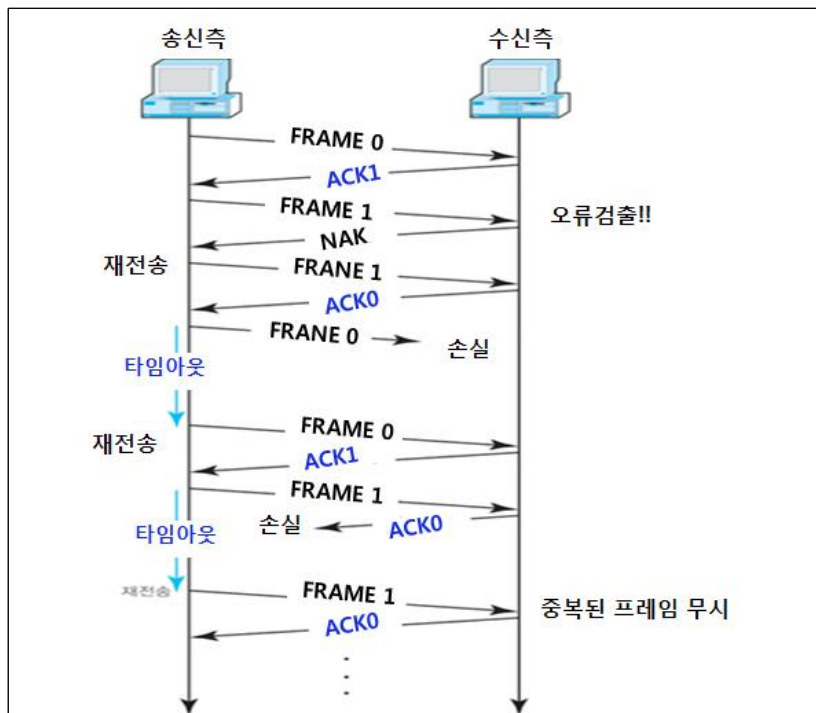 송신측
수신측
FRAME 0
ACK1
FRAME 1
오류검출!!
NAK
재전송
FRANE 1
ACK0
FRANE 0
손실
타임아웃
FRAME 0
재전송
ACK1
FRAME 1
손실
ACK0
타임아웃
재전송
FRAME 1
중복된 프레임 무시
ACK0